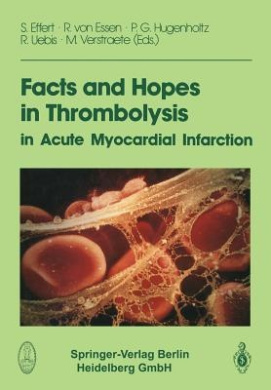 S. Effert · R. von Essen · P. G. Hugenholtz
R. Uebis · M. Verstraete (Eds.)
Facts and Hopes
in Thrombolysis
in Acute Myocardial Infarction
Springer-Verlag Berlin
Heidelberg GmbH